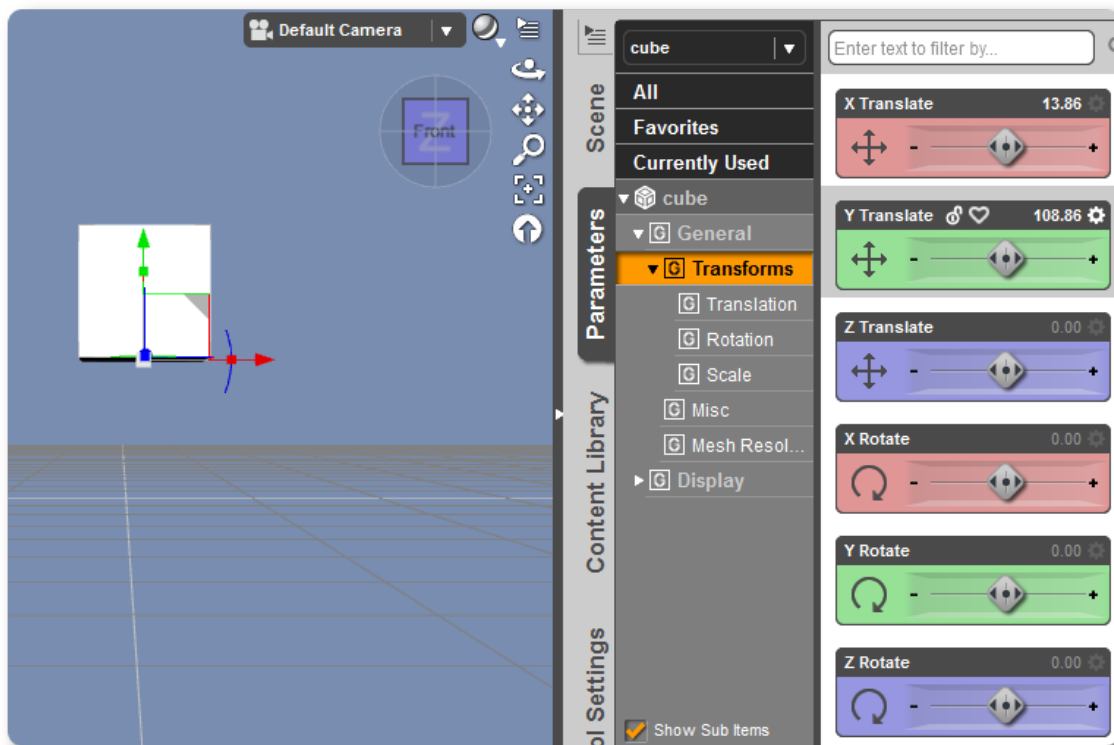 Default Camera
Front
Z
Scene
Parameters
Content Library
ol Settings
cube
All
Favorites
Currently Used
cube
G General
G Transforms
G Translation
G Rotation
G Scale
G Misc
G Mesh Resol...
G Display
Show Sub Items
Enter text to filter by...
X Translate 13.86
- +
Y Translate 108.86
- +
Z Translate 0.00
- +
X Rotate 0.00
- +
Y Rotate 0.00
- +
Z Rotate 0.00
- +